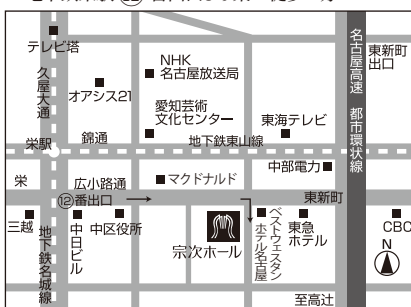 テレビ塔
NHK
名古屋放送局
オアシス21
愛知芸術
文化センター
東海テレビ
久屋大通
名古屋高速 都市環状線
東新町
出口
栄駅
錦通
地下鉄東山線
中部電力
栄
広小路通
マクドナルド
東新町
⑫番出口
三越
地下鉄名城線
中日ビル
中区役所
宗次ホール
ベストウェスタン
ホテル名古屋
東急
ホテル
CBC
N
至高辻